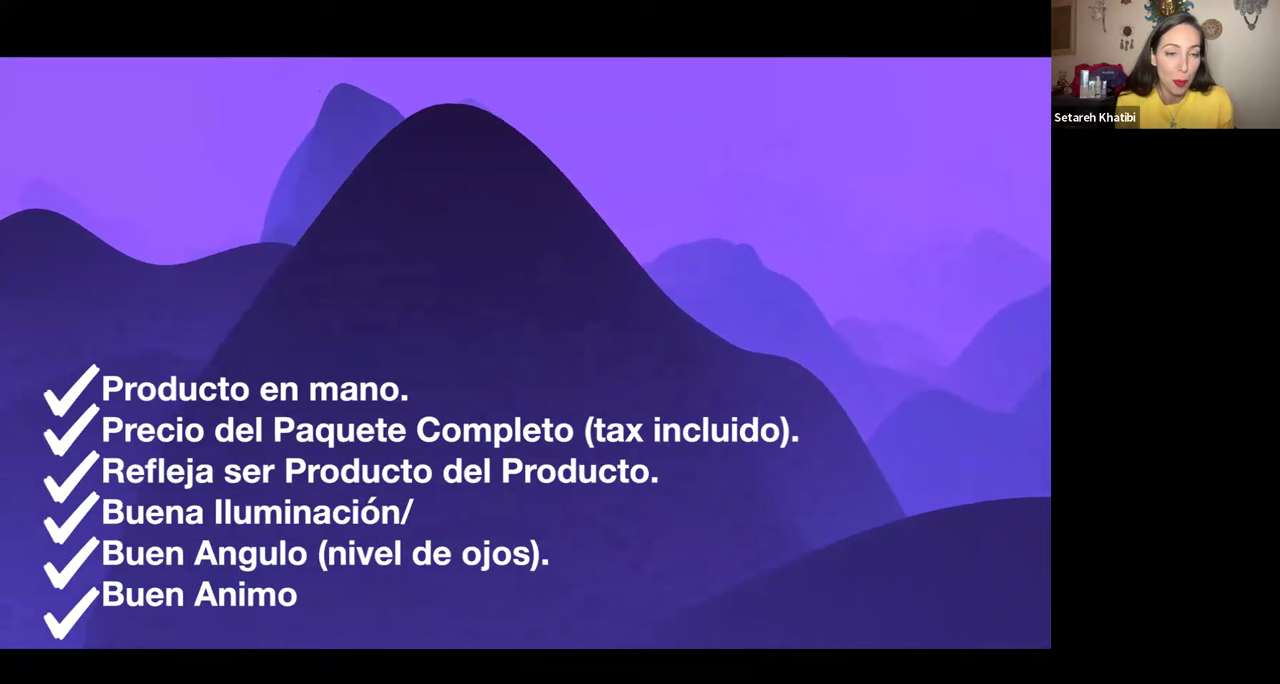 Setareh Khatibi
Producto en mano.
Precio del Paquete Completo (tax incluido).
Refleja ser Producto del Producto.
Buena Iluminación/
Buen Angulo (nivel de ojos).
Buen Animo